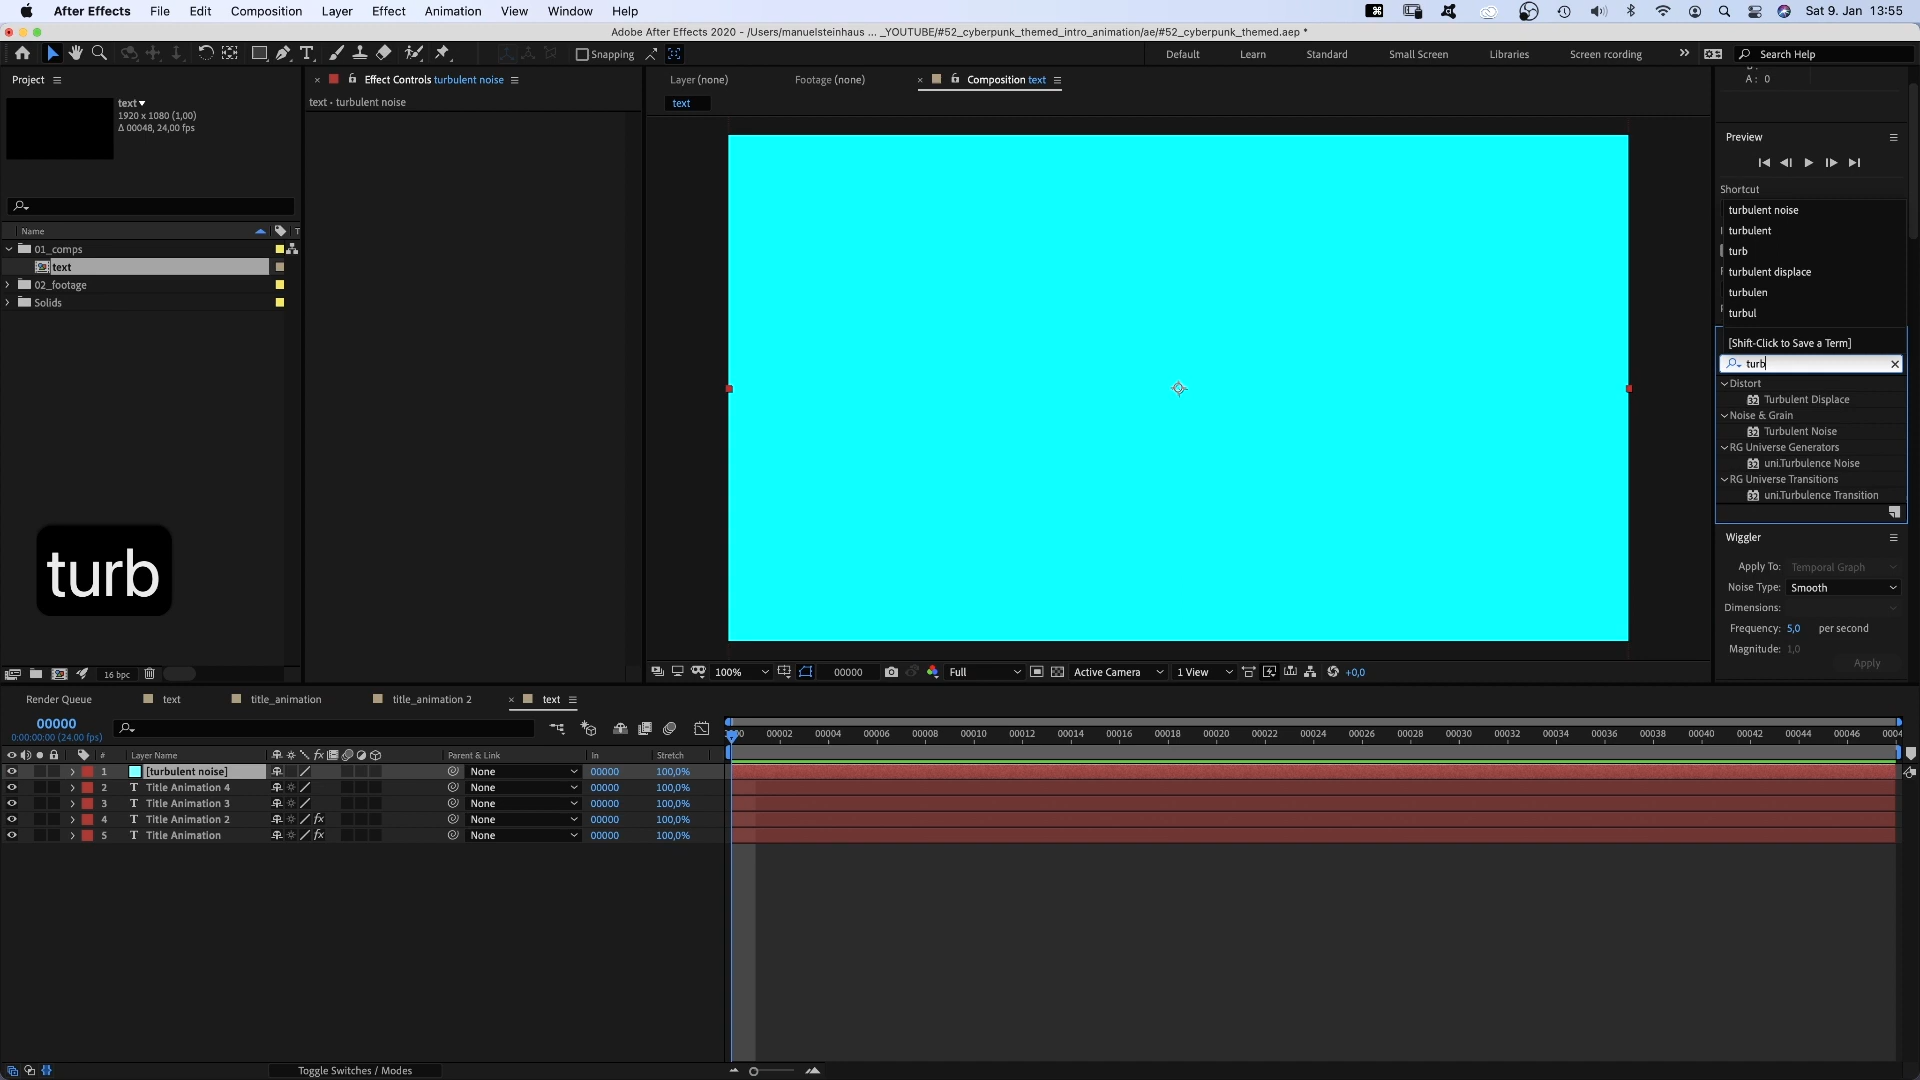 After Effects File Edit Composition Layer Effect Animation View Window Help Sat 9. Jan 13:55
Adobe After Effects 2020 - /Users/manuelsteinhaus ... _YOUTUBE/#52_cyberpunk_themed_intro_animation/ae/#52_cyberpunk_themed.aep *
Snapping Default Learn Standard Small Screen Libraries Screen rcording Search Help
Project Effect Controls turbulent noise Layer (none) Footage (none) Composition text
text • turbulent noise
text
text
1920 x 1080 (1,00)
Δ 00048, 24,00 fps
Name
T
01_comps
text
02_footage
Solids
turb
16 bpc
100% 00000 Full Active Camera 1 View +0,0
A: 0
Preview
Shortcut
turbulent noise
turbulent
turb
turbulent displace
turbulen
turbul
[Shift-Click to Save a Term]
turb
Distort
32 Turbulent Displace
Noise & Grain
32 Turbulent Noise
RG Universe Generators
32 uni.Turbulence Noise
RG Universe Transitions
32 uni.Turbulence Transition
Wiggler
Apply To: Temporal Graph
Noise Type: Smooth
Dimensions:
Frequency: 5,0 per second
Magnitude: 1,0
Apply
Render Queue text title_animation title_animation 2 text
00000
0:00:00:00 (24.00 fps)
00002 00004 00006 00008 00010 00012 00014 00016 00018 00020 00022 00024 00026 00028 00030 00032 00034 00036 00038 00040 00042 00044 00046
# Layer Name fx Parent & Link In Stretch
1 [turbulent noise] None 00000 100,0%
2 T Title Animation 4 None 00000 100,0%
3 T Title Animation 3 None 00000 100,0%
4 T Title Animation 2 fx None 00000 100,0%
5 T Title Animation fx None 00000 100,0%
Toggle Switches / Modes